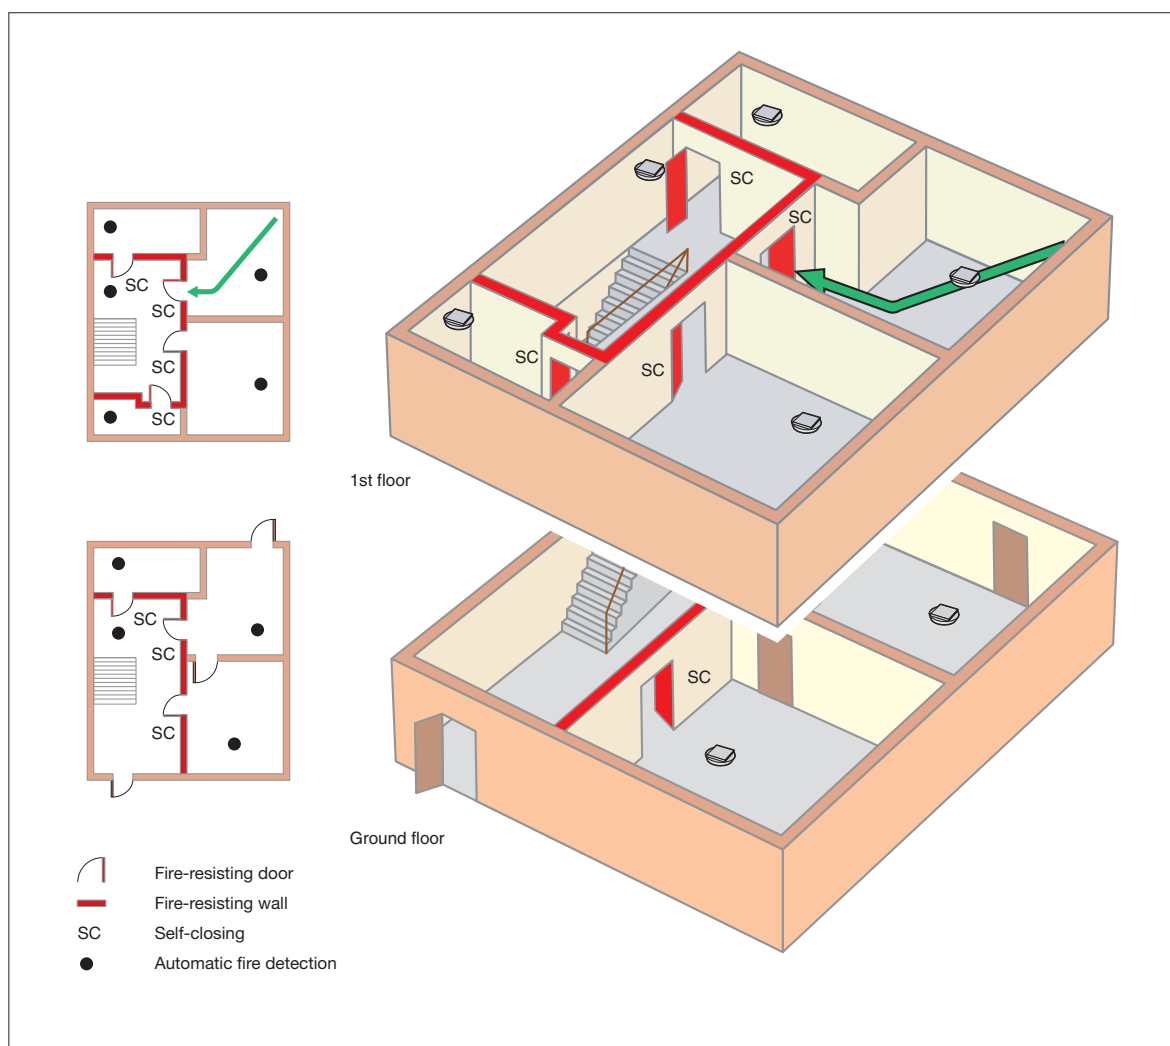 SC
SC
SC
SC
SC
SC
SC
SC
1st floor
SC
SC
SC
SC
SC
Ground floor
Fire-resisting door
Fire-resisting wall
SC Self-closing
Automatic fire detection